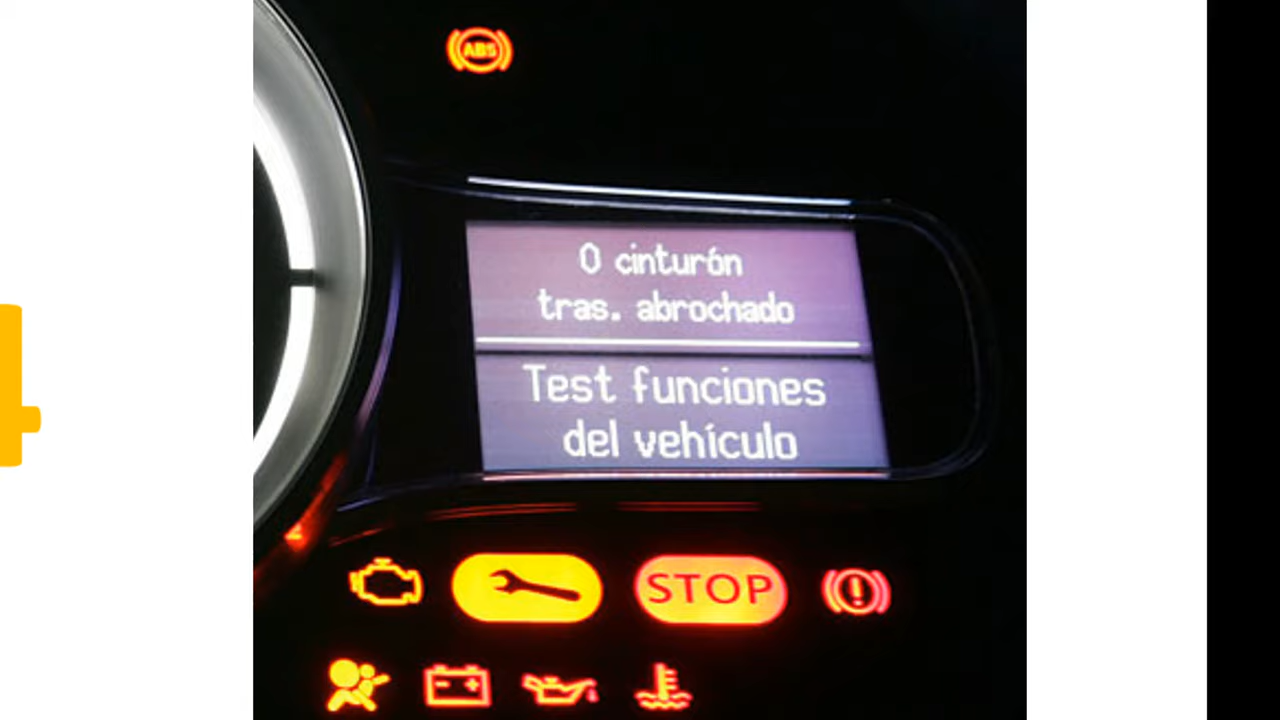 ABS
0 cinturón
tras. abrochado
Test funciones
del vehículo
STOP